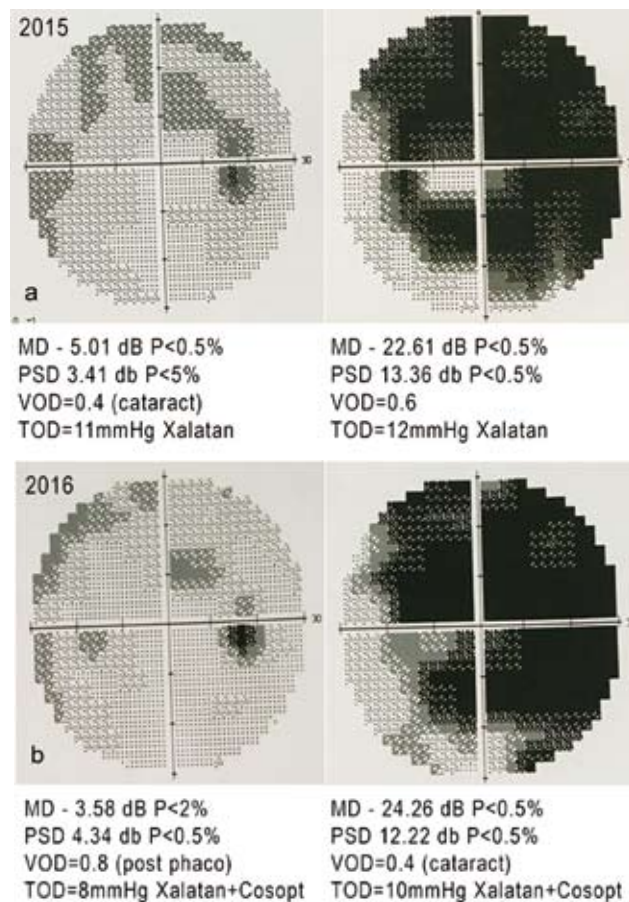 2015
30
a
MD - 5.01 dB P<0.5%
PSD 3.41 db P<5%
VOD=0.4 (cataract)
TOD=11mmHg Xalatan
MD - 22.61 dB P<0.5%
PSD 13.36 db P<0.5%
VOD=0.6
TOD=12mmHg Xalatan
2016
30
b
MD - 3.58 dB P<2%
PSD 4.34 db P<0.5%
VOD=0.8 (post phaco)
TOD=8mmHg Xalatan+Cosopt
MD - 24.26 dB P<0.5%
PSD 12.22 db P<0.5%
VOD=0.4 (cataract)
TOD=10mmHg Xalatan+Cosopt